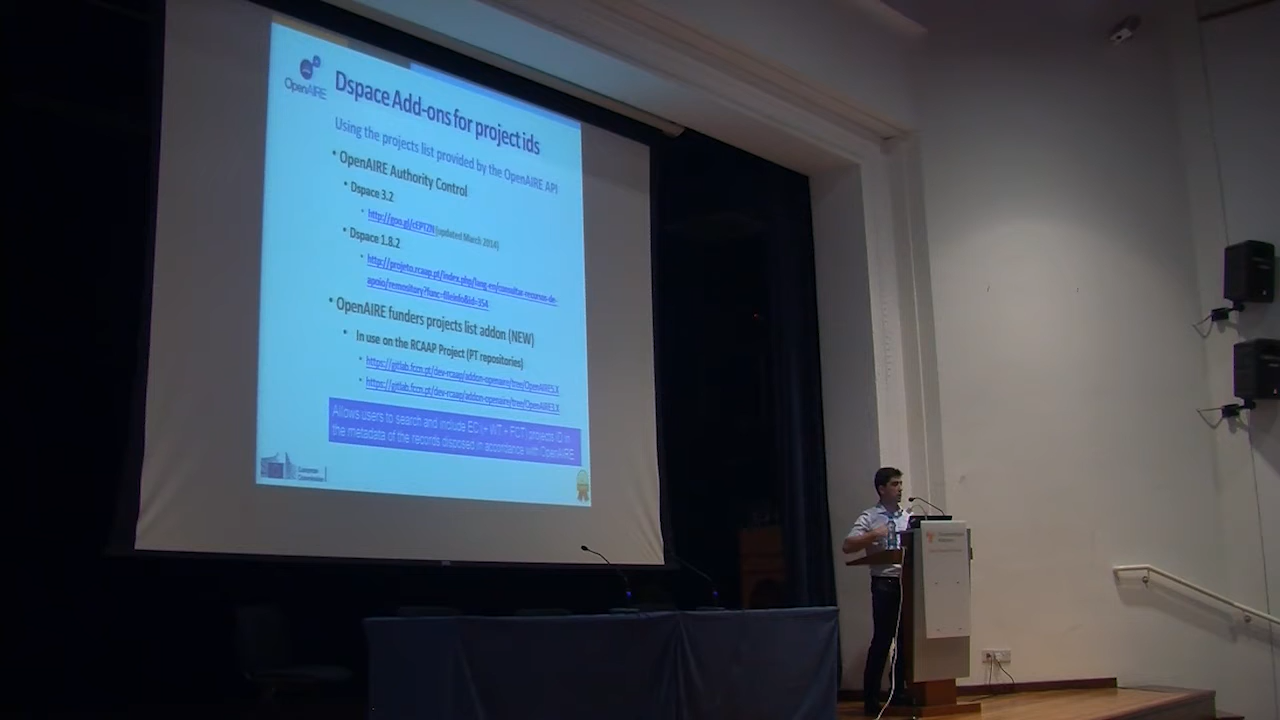 OpenAIRE
Dspace Add-ons for project ids
Using the projects list provided by the OpenAIRE API
• OpenAIRE Authority Control
• Dspace 3.2
• http://goo.gl/cEPTZN (updated March 2014)
• Dspace 1.8.2
• http://projeto.rcaap.pt/index.php/lang-en/consultar-recursos-de-
apoio/remository?func=fileinfo&id=354
• OpenAIRE funders projects list addon (NEW)
• In use on the RCAAP Project (PT repositories)
• https://gitlab.fccn.pt/dev-rcaap/addon-openaire/tree/OpenAIRE3.X
• https://gitlab.fccn.pt/dev-rcaap/addon-openaire/tree/OpenAIRE5.X
Allows users to search and include EC (+ WT + FCT) projects ID in
the metadata of the records disposed in accordance with OpenAIRE
European
Commission